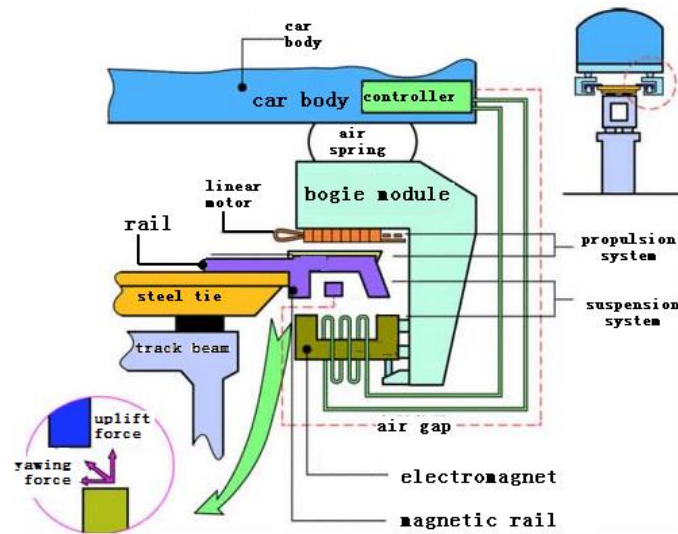 car
body
car body
controller
air
spring
linear
motor
bogie module
rail
propulsion
system
steel tie
suspension
system
track beam
uplift
force
air gap
yawing
force
electromagnet
magnetic rail